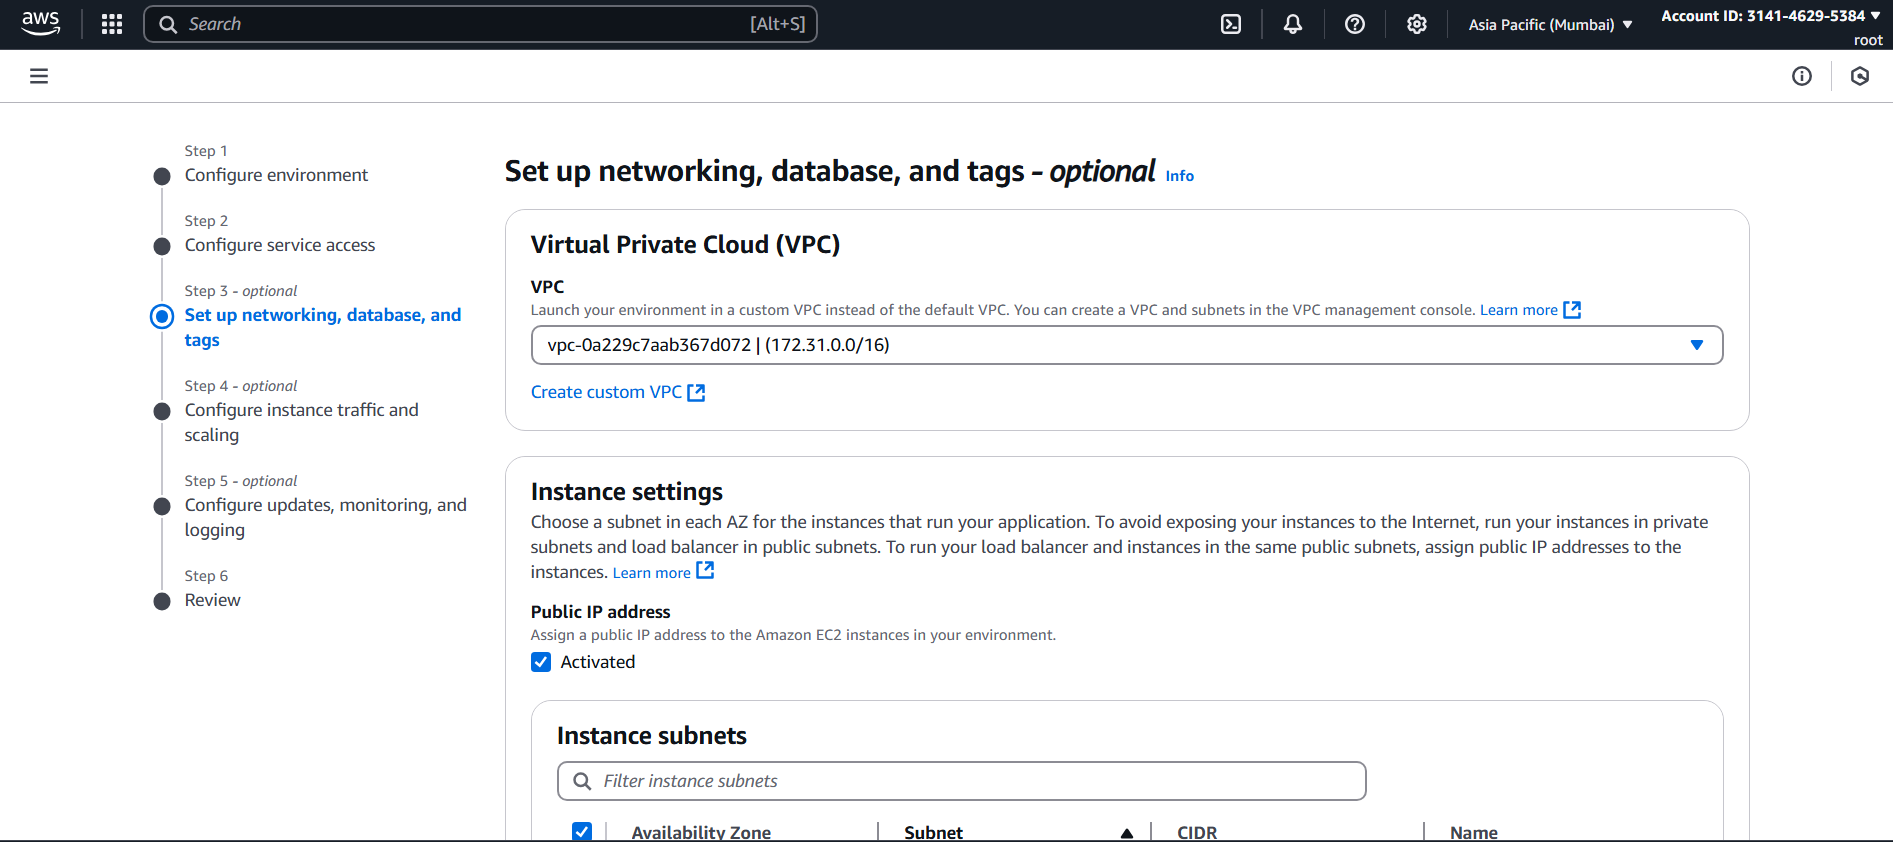 aws
Search [Alt+S]
Asia Pacific (Mumbai)
Account ID: 3141-4629-5384
root
Step 1
Configure environment
Step 2
Configure service access
Step 3 - optional
Set up networking, database, and
tags
Step 4 - optional
Configure instance traffic and
scaling
Step 5 - optional
Configure updates, monitoring, and
logging
Step 6
Review
Set up networking, database, and tags - optional Info
Virtual Private Cloud (VPC)
VPC
Launch your environment in a custom VPC instead of the default VPC. You can create a VPC and subnets in the VPC management console. Learn more
vpc-0a229c7aab367d072 | (172.31.0.0/16)
Create custom VPC
Instance settings
Choose a subnet in each AZ for the instances that run your application. To avoid exposing your instances to the Internet, run your instances in private
subnets and load balancer in public subnets. To run your load balancer and instances in the same public subnets, assign public IP addresses to the
instances. Learn more
Public IP address
Assign a public IP address to the Amazon EC2 instances in your environment.
Activated
Instance subnets
Filter instance subnets
Availability Zone Subnet CIDR Name